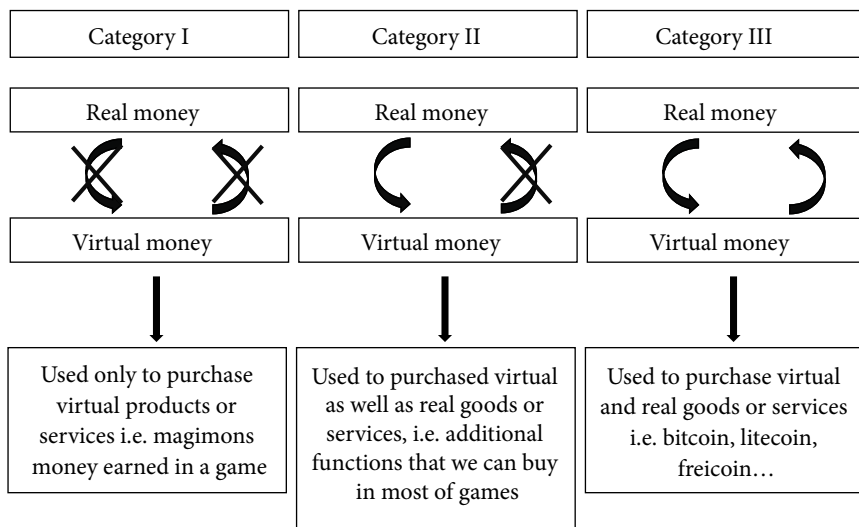 Category I
Category II
Category III
Real money
Real money
Real money
Virtual money
Virtual money
Virtual money
Used only to purchase
virtual products or
services i.e. magimons
money earned in a game
Used to purchased virtual
as well as real goods or
services, i.e. additional
functions that we can buy
in most of games
Used to purchase virtual
and real goods or services
i.e. bitcoin, litecoin,
freicoin…